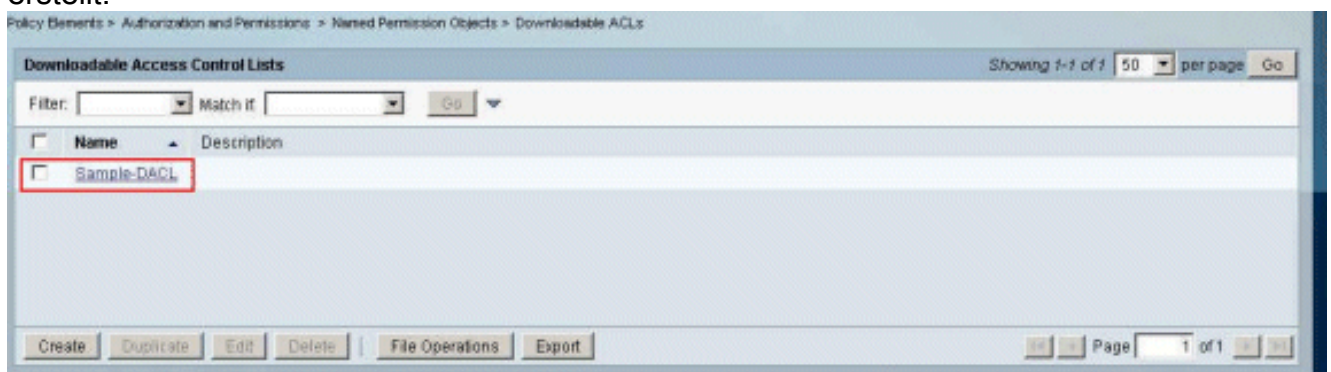 erstellt.
Policy Elements > Authorization and Permissions > Named Permission Objects > Downloadable ACLs
Downloadable Access Control Lists Showing 1-1 of 1 50 per page Go
Filter: Match if: Go
Name Description
Sample-DACL
Create Duplicate Edit Delete File Operations Export Page 1 of 1